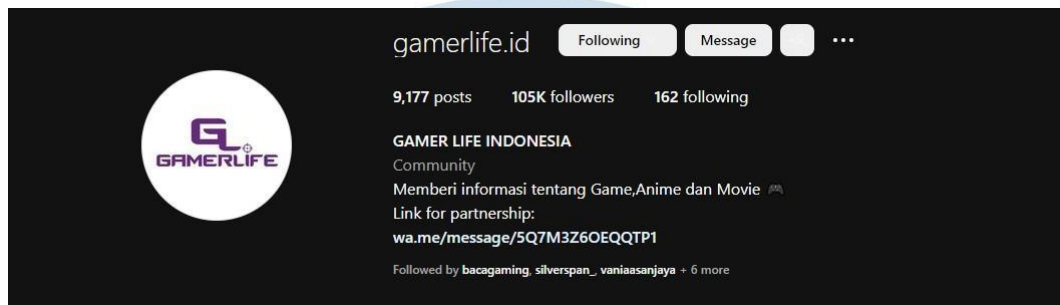 gamerlife.id Following Message
9,177 posts 105K followers 162 following
GL
GAMERLIFE
GAMER LIFE INDONESIA
Community
Memberi informasi tentang Game,Anime dan Movie 🎮
Link for partnership:
wa.me/message/5Q7M3Z6OEQQTP1
Followed by bacagaming, silverspan_, vaniaasanjaya + 6 more